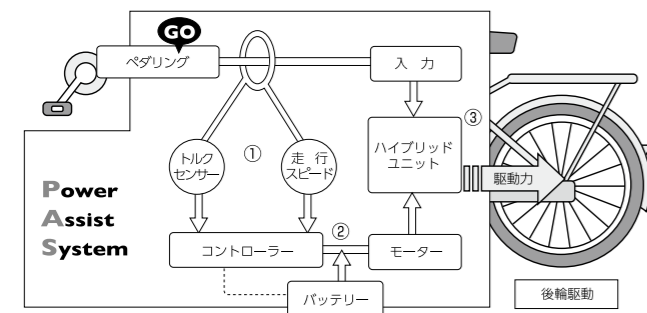 GO
ペダリング
入 力
③
①
トルク
センサー
走 行
スピード
ハイブリッド
ユニット
駆動力
Power
Assist
System
②
コントローラー
モーター
バッテリー
後輪駆動